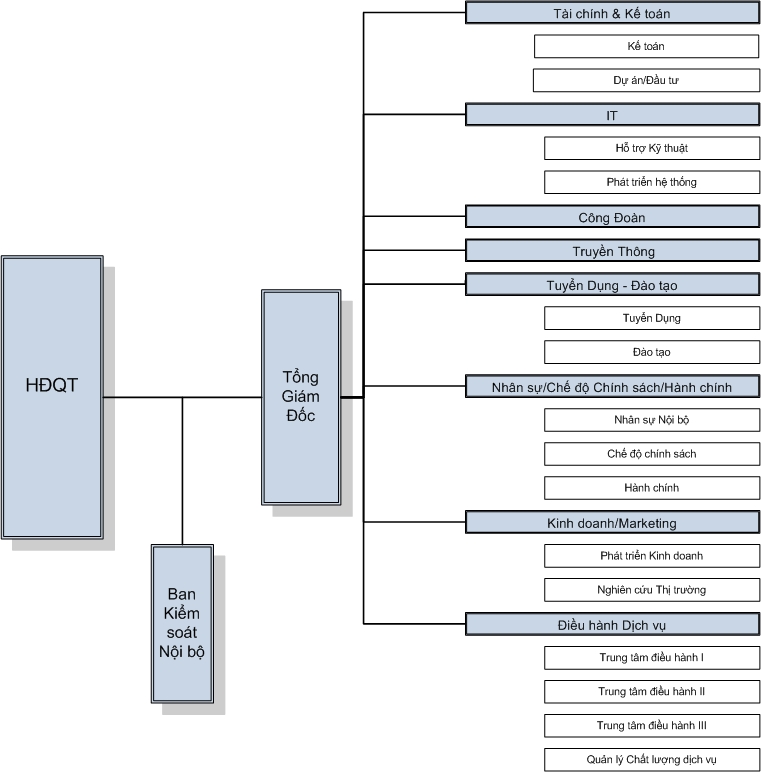 HĐQT
Ban
Kiểm
soát
Nội bộ
Tổng
Giám
Đốc
Tài chính & Kế toán
Kế toán
Dự án/Đầu tư
IT
Hỗ trợ Kỹ thuật
Phát triển hệ thống
Công Đoàn
Truyền Thông
Tuyển Dụng - Đào tạo
Tuyển Dụng
Đào tạo
Nhân sự/Chế độ Chính sách/Hành chính
Nhân sự Nội bộ
Chế độ chính sách
Hành chính
Kinh doanh/Marketing
Phát triển Kinh doanh
Nghiên cứu Thị trường
Điều hành Dịch vụ
Trung tâm điều hành I
Trung tâm điều hành II
Trung tâm điều hành III
Quản lý Chất lượng dịch vụ